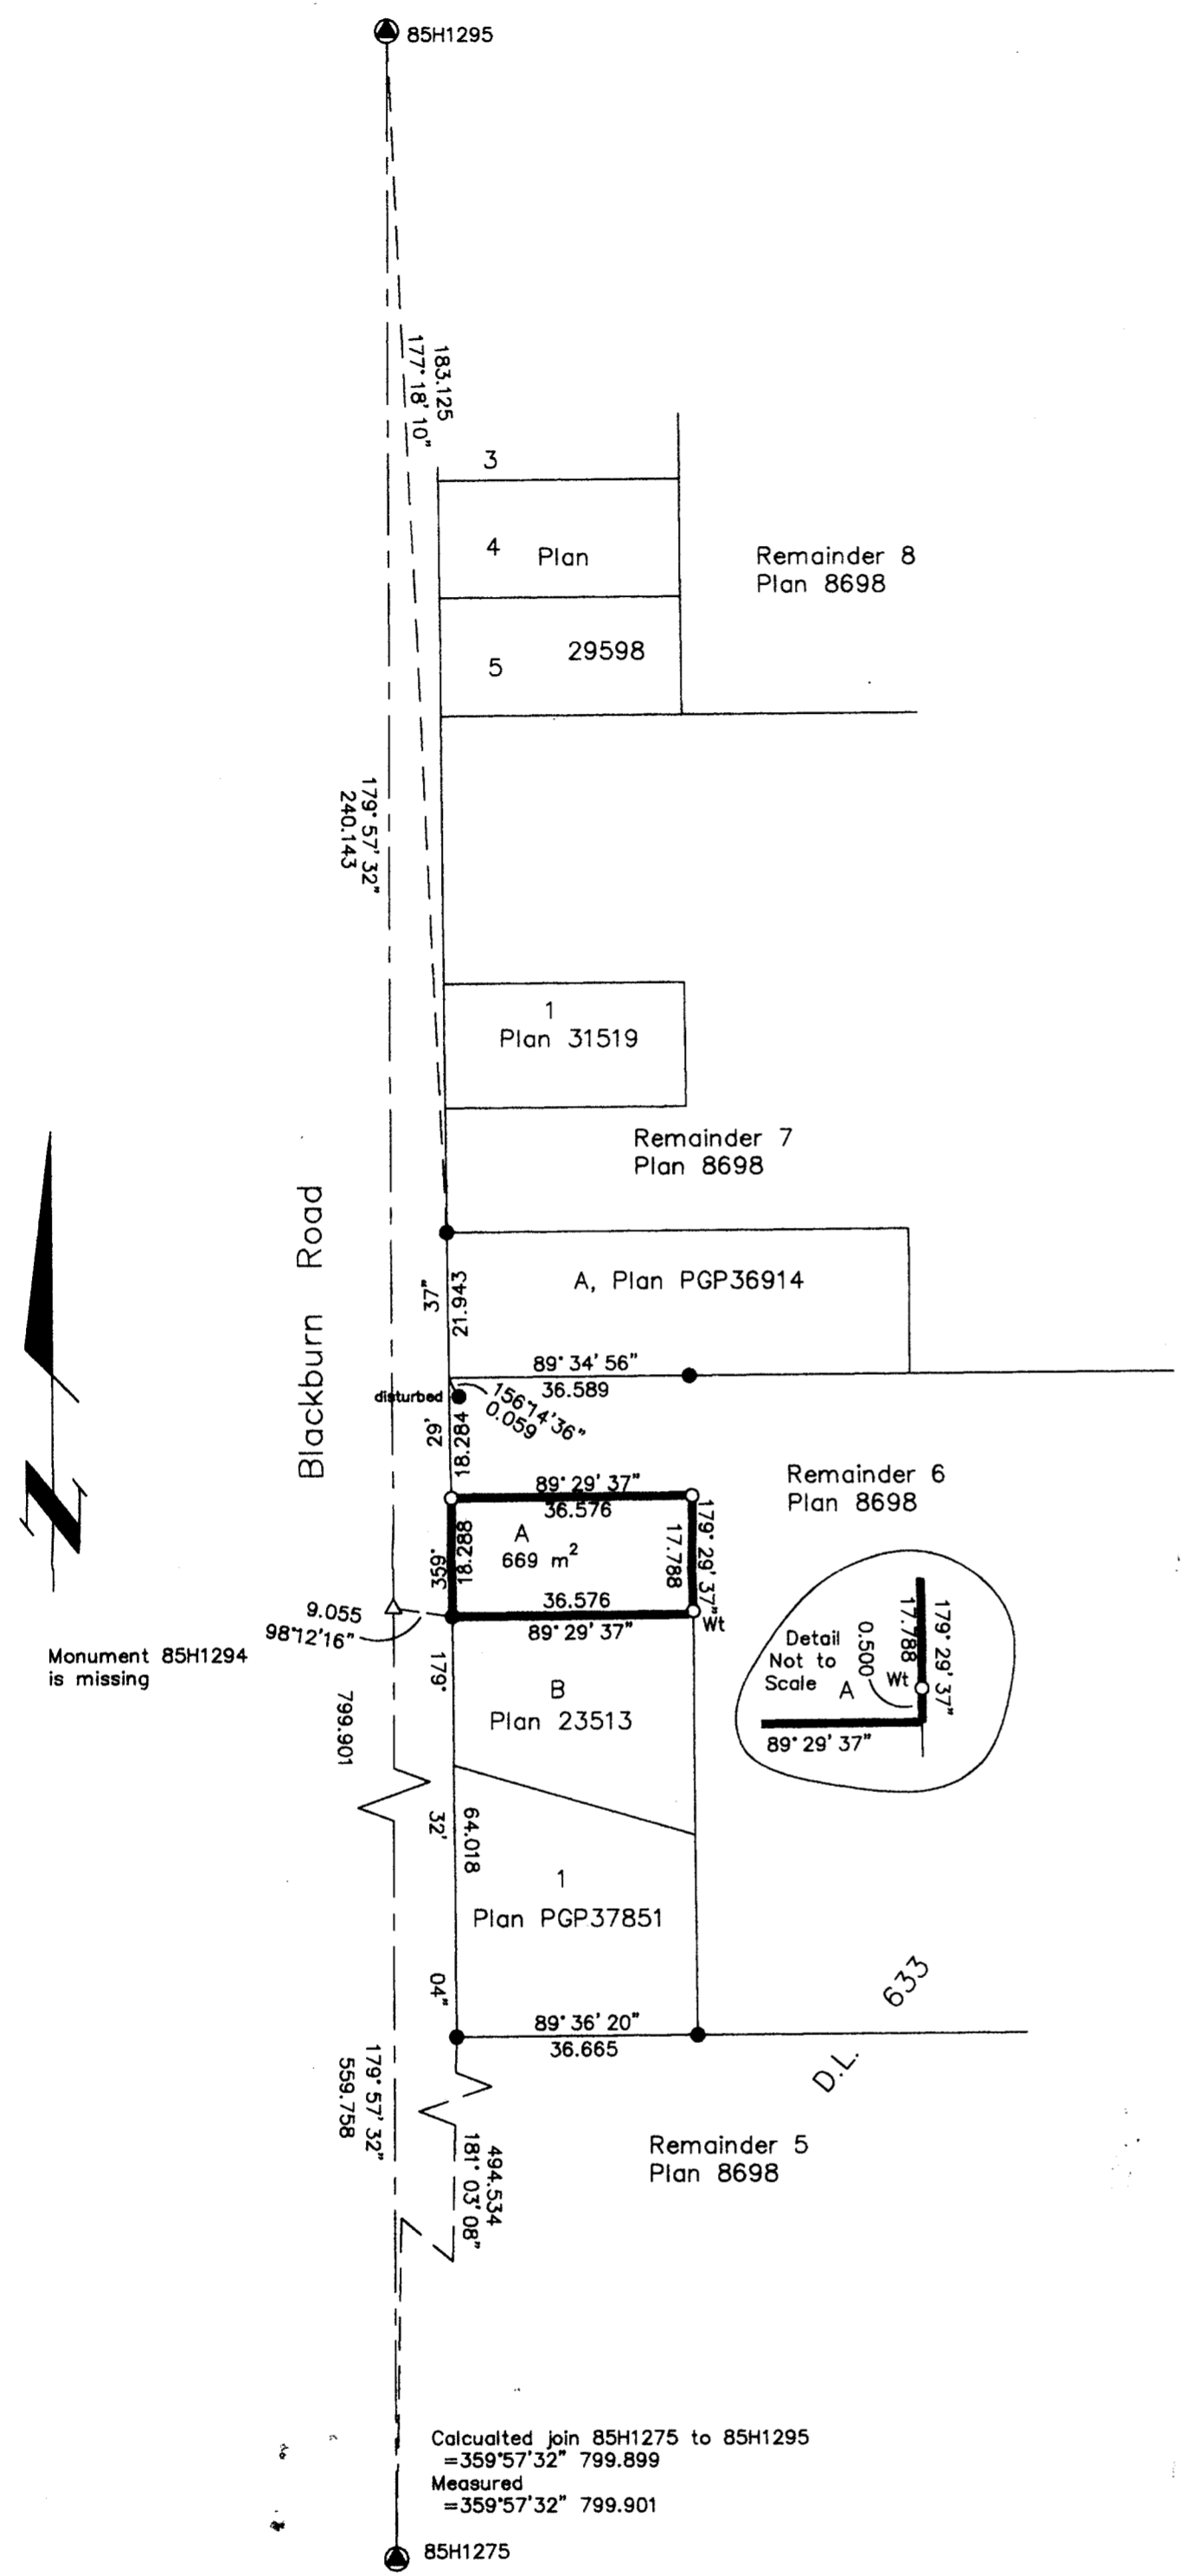 85H1295
183.125
177° 18' 10"
3
4
Plan
Remainder 8
Plan 8698
5
29598
179° 57' 32"
240.143
1
Plan 31519
Remainder 7
Plan 8698
Blackburn Road
37"
21.943
A, Plan PGP36914
89° 34' 56"
36.589
disturbed
156°14'36"
0.059
29'
18.284
Remainder 6
Plan 8698
89° 29' 37"
36.576
A
669 m²
359°
18.288
17.788
179° 29' 37"
36.576
89° 29' 37"
Wt
9.055
98°12'16"
Monument 85H1294
is missing
Detail
Not to
Scale
A
0.500
17.788
179° 29' 37"
Wt
89° 29' 37"
799.901
179°
B
Plan 23513
32'
64.018
1
Plan PGP37851
04"
89° 36' 20"
36.665
633
D.L.
179° 57' 32"
559.758
494.534
181° 03' 08"
Remainder 5
Plan 8698
Calcualted join 85H1275 to 85H1295
=359°57'32" 799.899
Measured
=359°57'32" 799.901
85H1275